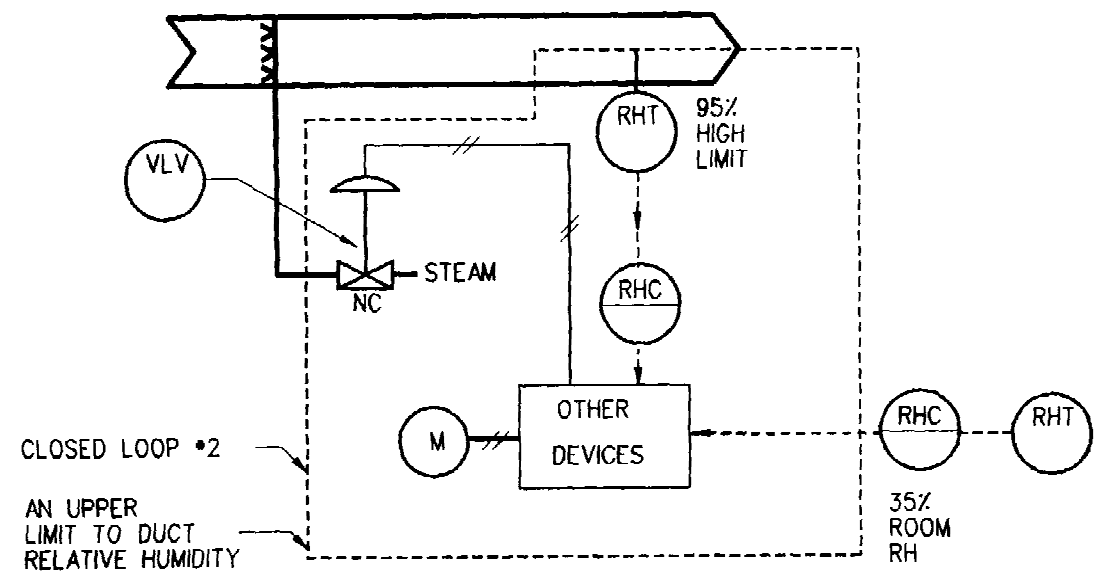 RHT
95%
HIGH
LIMIT
VLV
STEAM
NC
RHC
OTHER
DEVICES
M
RHC
RHT
CLOSED LOOP #2
AN UPPER
LIMIT TO DUCT
RELATIVE HUMIDITY
35%
ROOM
RH